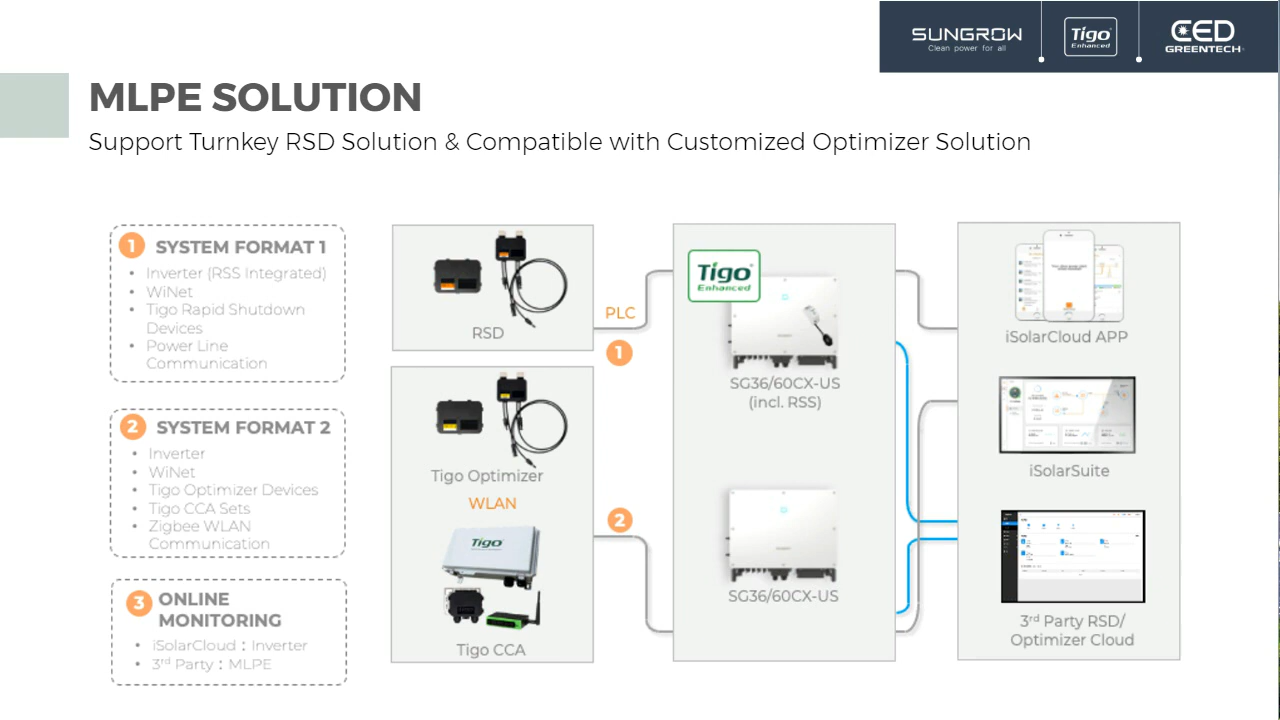 SUNGROW
Clean power for all
Tigo
Enhanced
CED
GREENTECH
MLPE SOLUTION
Support Turnkey RSD Solution & Compatible with Customized Optimizer Solution
1 SYSTEM FORMAT 1
• Inverter (RSS Integrated)
• WiNet
• Tigo Rapid Shutdown
Devices
• Power Line
Communication
2 SYSTEM FORMAT 2
• Inverter
• WiNet
• Tigo Optimizer Devices
• Tigo CCA Sets
• Zigbee WLAN
Communication
3 ONLINE
MONITORING
• iSolarCloud：Inverter
• 3rd Party：MLPE
RSD
PLC
1
Tigo Optimizer
WLAN
2
Tigo
Tigo CCA
Tigo
Enhanced
SG36/60CX-US
(incl. RSS)
SG36/60CX-US
iSolarCloud APP
iSolarSuite
3rd Party RSD/
Optimizer Cloud